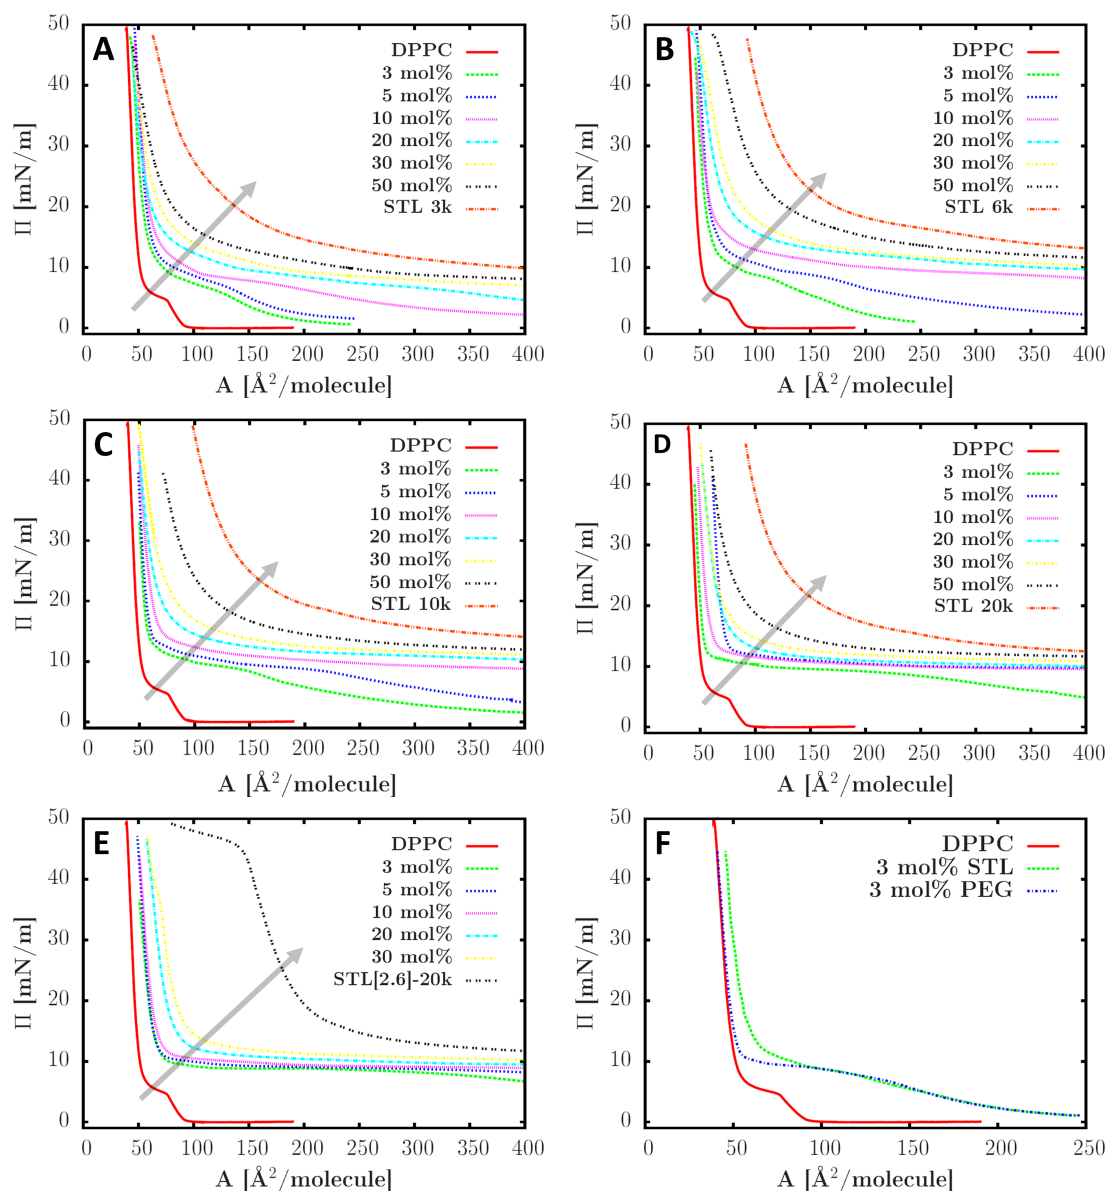 A
Π [mN/m]
50
40
30
20
10
0
DPPC
3 mol%
5 mol%
10 mol%
20 mol%
30 mol%
50 mol%
STL 3k
0 50 100 150 200 250 300 350 400
A [Å²/molecule]
B
Π [mN/m]
50
40
30
20
10
0
DPPC
3 mol%
5 mol%
10 mol%
20 mol%
30 mol%
50 mol%
STL 6k
0 50 100 150 200 250 300 350 400
A [Å²/molecule]
C
Π [mN/m]
50
40
30
20
10
0
DPPC
3 mol%
5 mol%
10 mol%
20 mol%
30 mol%
50 mol%
STL 10k
0 50 100 150 200 250 300 350 400
A [Å²/molecule]
D
Π [mN/m]
50
40
30
20
10
0
DPPC
3 mol%
5 mol%
10 mol%
20 mol%
30 mol%
50 mol%
STL 20k
0 50 100 150 200 250 300 350 400
A [Å²/molecule]
E
Π [mN/m]
50
40
30
20
10
0
DPPC
3 mol%
5 mol%
10 mol%
20 mol%
30 mol%
STL[2.6]-20k
0 50 100 150 200 250 300 350 400
A [Å²/molecule]
F
Π [mN/m]
50
40
30
20
10
0
DPPC
3 mol% STL
3 mol% PEG
0 50 100 150 200 250
A [Å²/molecule]